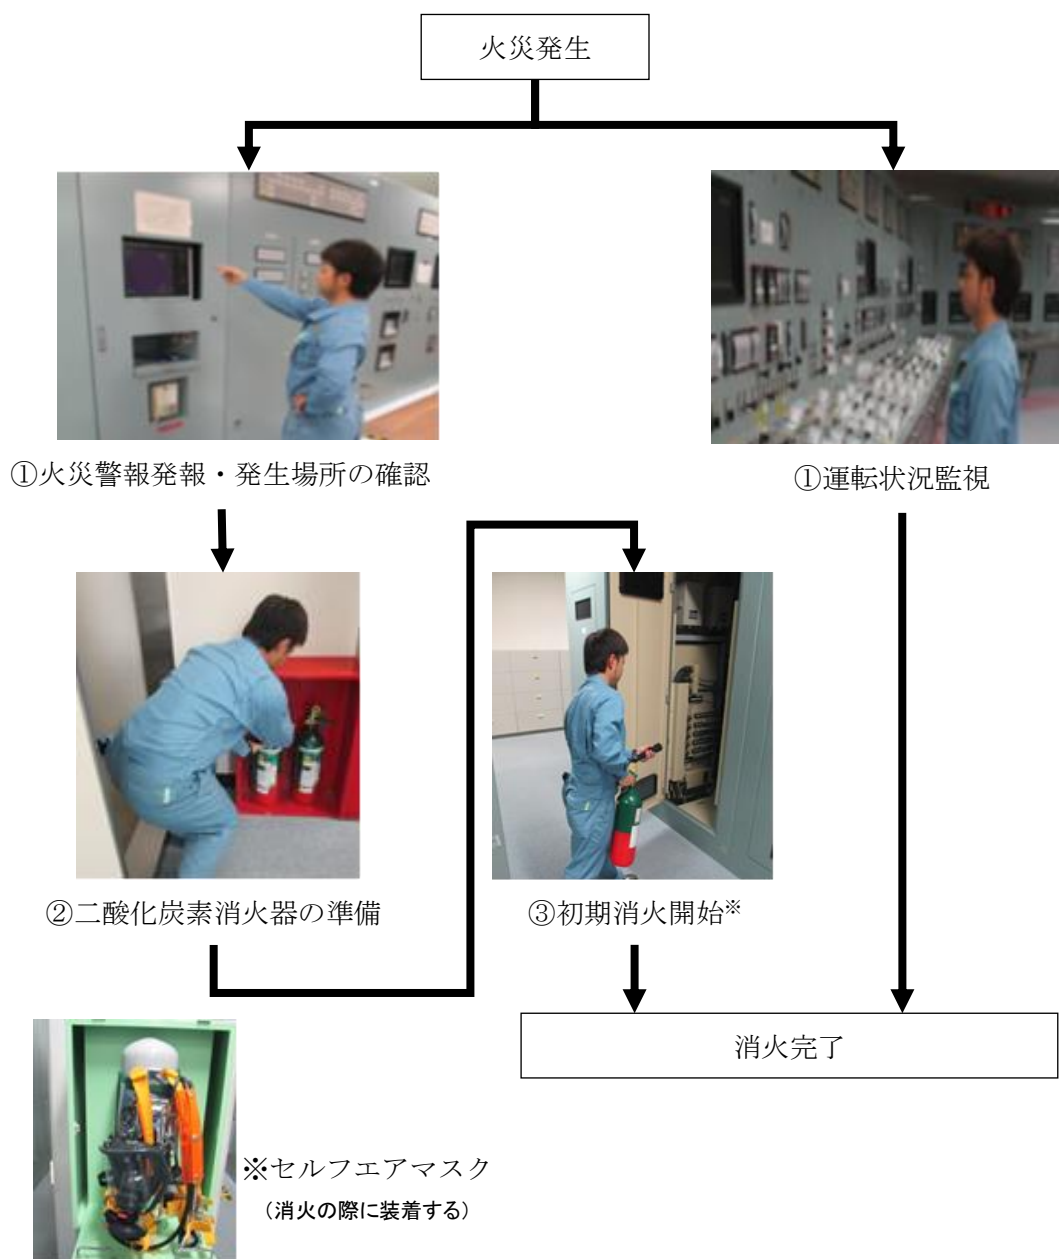 火災発生
①火災警報発報・発生場所の確認
①運転状況監視
②二酸化炭素消火器の準備
③初期消火開始※
消火完了
※セルフエアマスク
（消火の際に装着する）